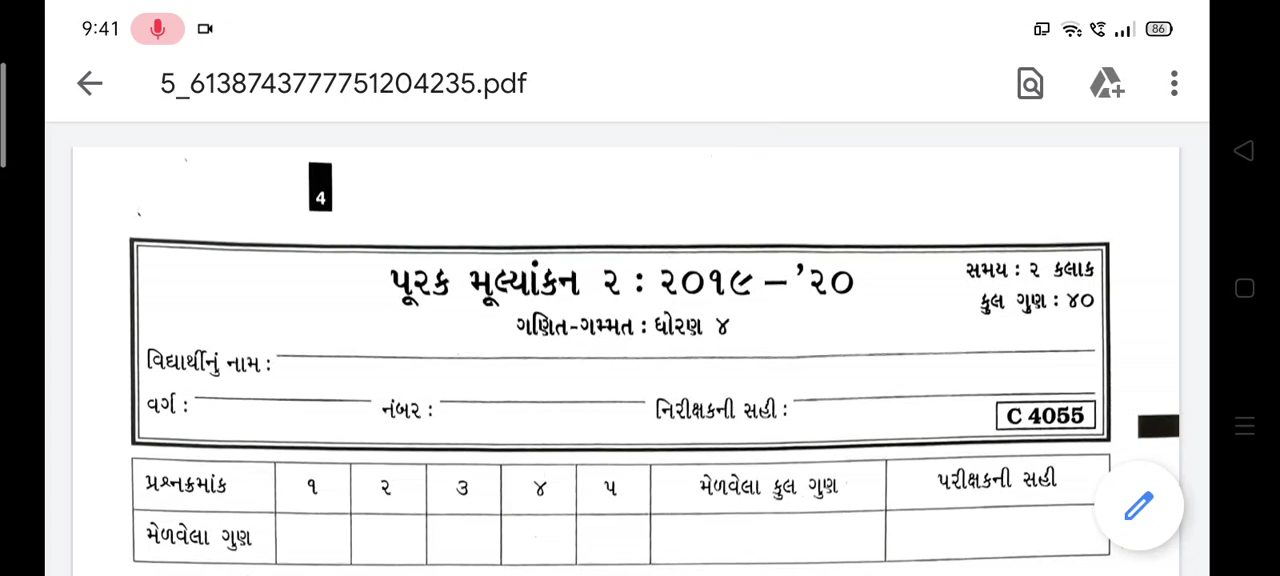 9:41
86
5_6138743777751204235.pdf
4
પૂરક મૂલ્યાંકન ૨ : ૨૦૧૯ – '૨૦
સમય : ૨ કલાક
ગણિત-ગમ્મત : ધોરણ ૪
કુલ ગુણ : ૪૦
વિદ્યાર્થીનું નામ :
વર્ગ : નંબર : નિરીક્ષકની સહી :
C 4055
પ્રશ્નક્રમાંક ૧ ૨ ૩ ૪ ૫ મેળવેલા કુલ ગુણ પરીક્ષકની સહી
મેળવેલા ગુણ